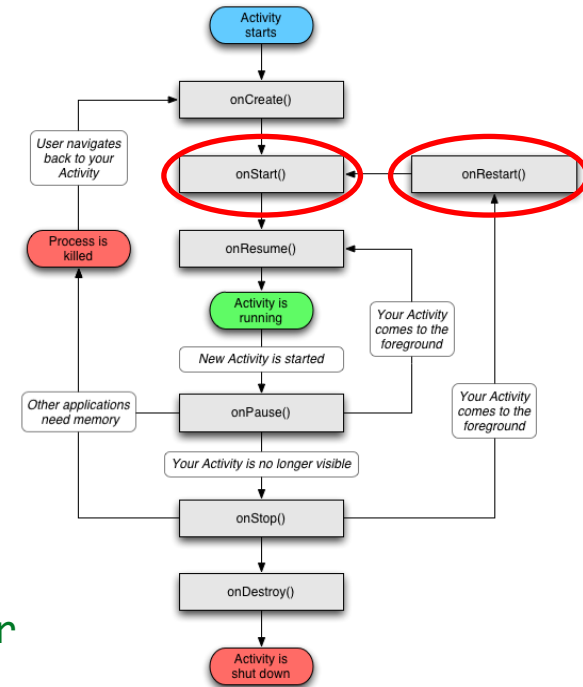 Activity
starts
onCreate()
User navigates
back to your
Activity
onStart()
onRestart()
Process is
killed
onResume()
Activity is
running
Your Activity
comes to the
foreground
New Activity is started
Other applications
need memory
onPause()
Your Activity
comes to the
foreground
Your Activity is no longer visible
onStop()
onDestroy()
r
Activity is
shut down